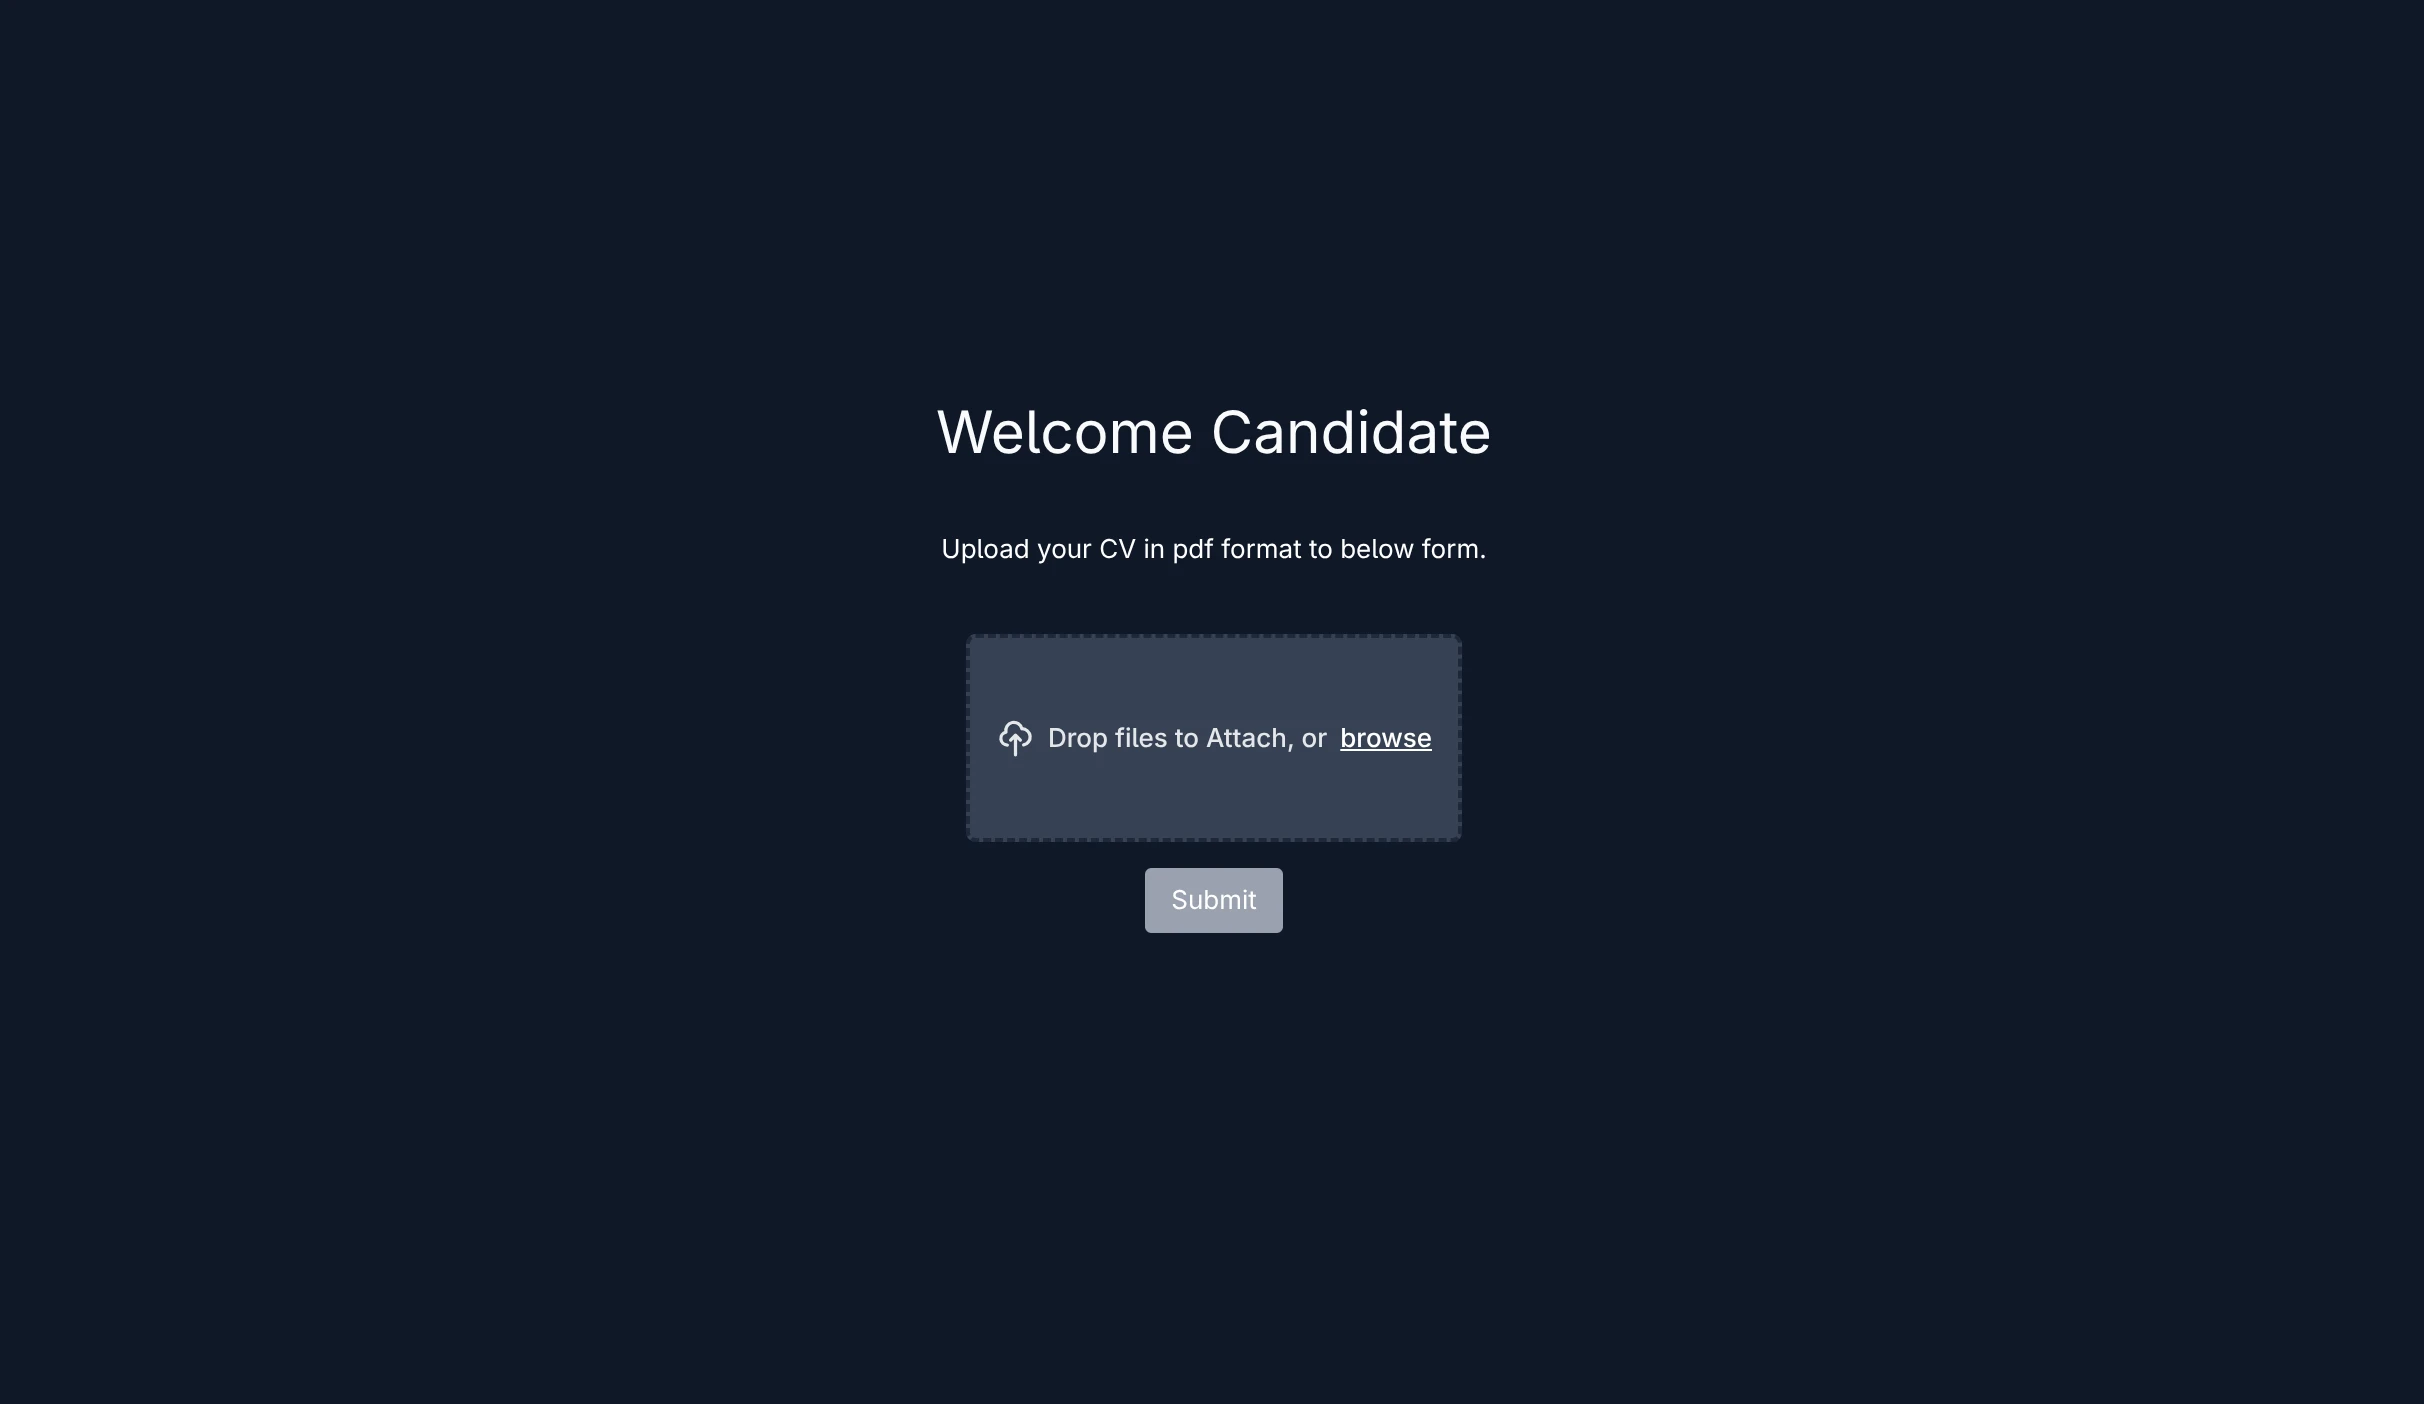 Welcome Candidate
Upload your CV in pdf format to below form.
Drop files to Attach, or browse
Submit